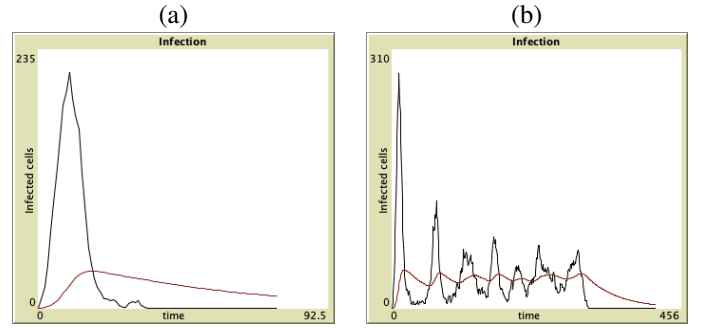 (a)
Infection
235
Infected cells
0
0
time
92.5
(b)
Infection
310
Infected cells
0
0
time
456